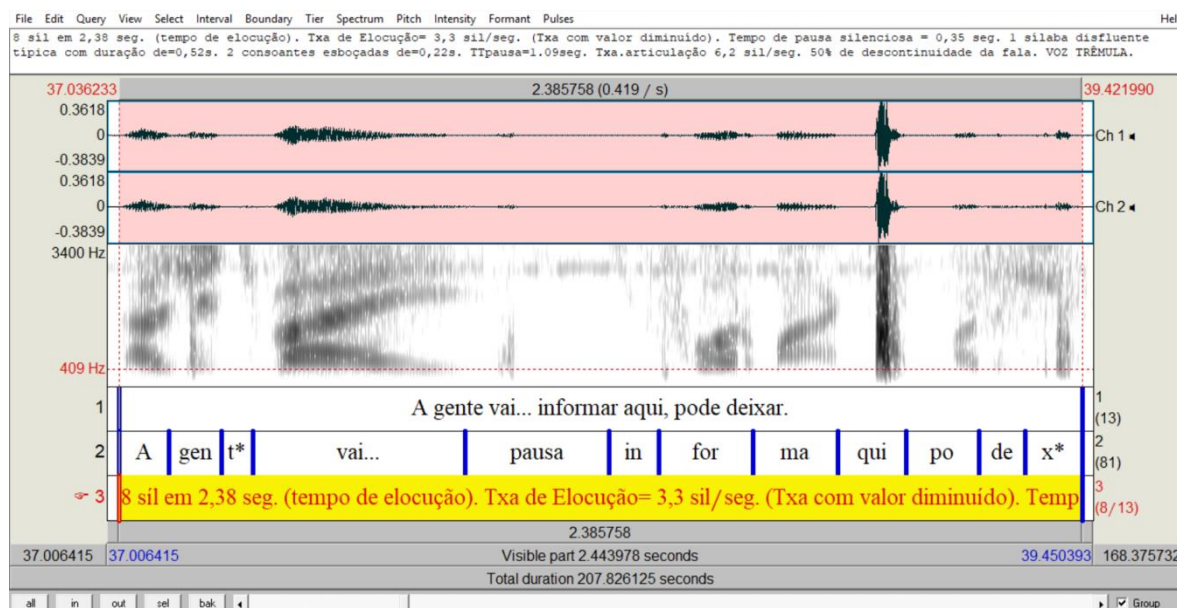 File Edit Query View Select Interval Boundary Tier Spectrum Pitch Intensity Formant Pulses Hel
8 síl em 2,38 seg. (tempo de elocução). Txa de Elocução= 3,3 sil/seg. (Txa com valor diminuído). Tempo de pausa silenciosa = 0,35 seg. 1 sílaba disfluente
típica com duração de=0,52s. 2 consoantes esboçadas de=0,22s. TTpausa=1.09seg. Txa.articulação 6,2 sil/seg. 50% de descontinuidade da fala. VOZ TRÊMULA.
37.036233 2.385758 (0.419 / s) 39.421990
0.3618
0 Ch 1
-0.3839
0.3618
0 Ch 2
-0.3839
3400 Hz
409 Hz
1 A gente vai... informar aqui, pode deixar. 1
(13)
2 A gen t* vai... pausa in for ma qui po de x* 2
(81)
3 8 síl em 2,38 seg. (tempo de elocução). Txa de Elocução= 3,3 sil/seg. (Txa com valor diminuído). Temp 3
(8/13)
2.385758
37.006415 37.006415 Visible part 2.443978 seconds 39.450393 168.375732
Total duration 207.826125 seconds
all in out sel bak Group